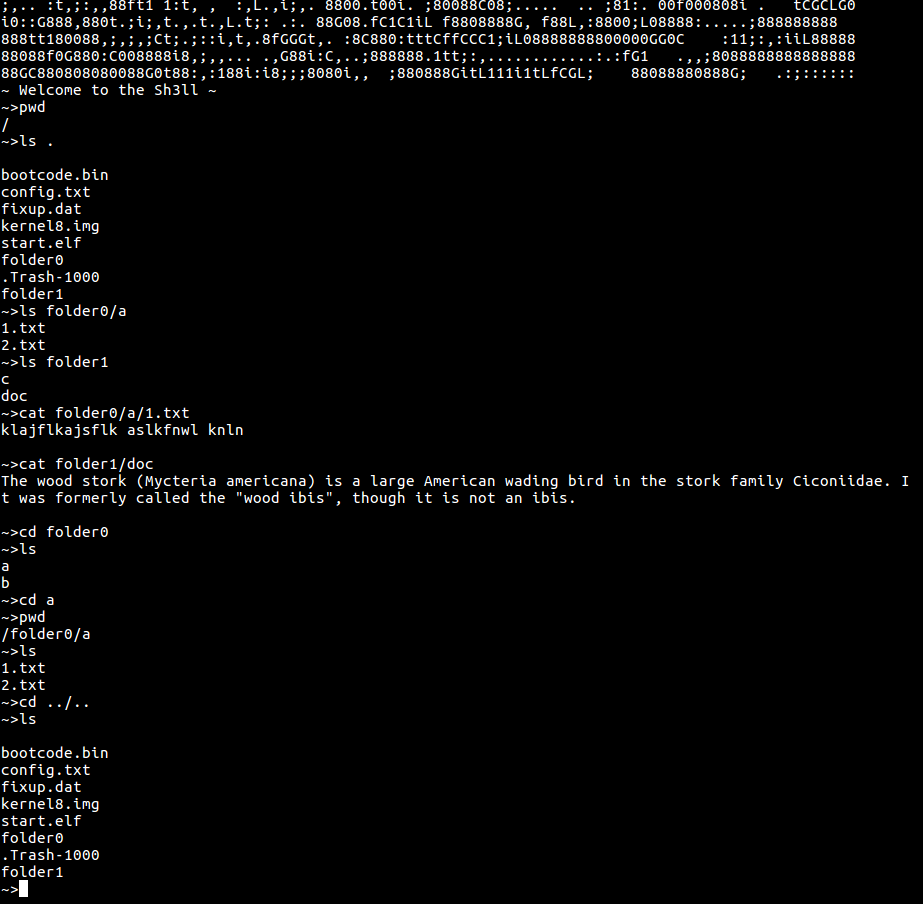 ;,.. :t,;:,,88ft1 1:t, ,  :,L.,i;,. 8800.t00i. ;80088C08;.....  .. ;81:. 00f000808i .   tCGCLG0
i0::G888,880t.;i;,t.,.t.,L.t;: .:. 88G08.fC1C1iL f8808888G, f88L,:8800;L08888:.....;888888888
888tt180088,;,;,;Ct;.;::i,t,.8fGGGt,. :8C880:tttCffCCC1;iL08888888800000GG0C    :11;:,:iiL88888
88088f0G880:C008888i8,;,,... .,G88i:C,..;888888.1tt;:,............:.:fG1   .,,;8088888888888888
88GC880808080088G0t88:,:188i:i8;;;8080i,,  ;880888GitL111i1tLfCGL;    88088880888G;   .:;::::::
~ Welcome to the Sh3ll ~
~>pwd
/
~>ls .
bootcode.bin
config.txt
fixup.dat
kernel8.img
start.elf
folder0
.Trash-1000
folder1
~>ls folder0/a
1.txt
2.txt
~>ls folder1
c
doc
~>cat folder0/a/1.txt
klajflkajsflk aslkfnwl knln
~>cat folder1/doc
The wood stork (Mycteria americana) is a large American wading bird in the stork family Ciconiidae. I
t was formerly called the "wood ibis", though it is not an ibis.
~>cd folder0
~>ls
a
b
~>cd a
~>pwd
/folder0/a
~>ls
1.txt
2.txt
~>cd ../..
~>ls
bootcode.bin
config.txt
fixup.dat
kernel8.img
start.elf
folder0
.Trash-1000
folder1
~>